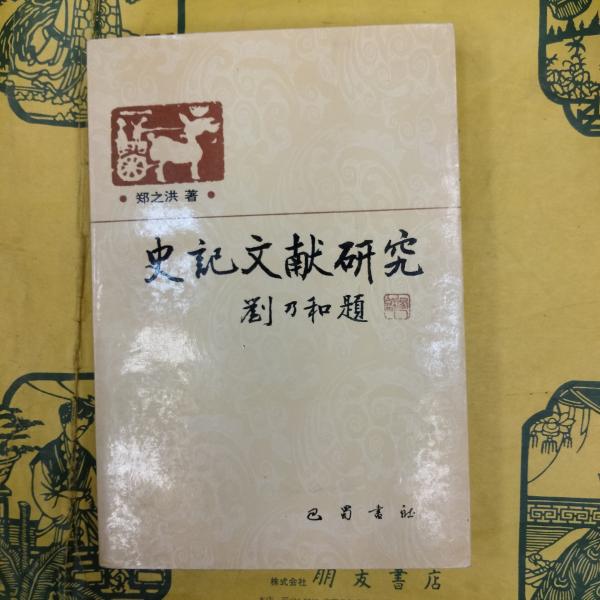 • 郑之洪 著 •
史記文献研究
劉乃和題
巴蜀書社
株式会社 朋友書店